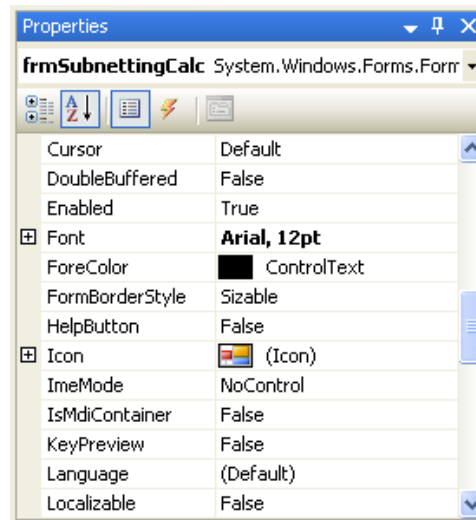 Properties
frmSubnettingCalc System.Windows.Forms.Forr
A Z
Cursor Default
DoubleBuffered False
Enabled True
Font Arial, 12pt
ForeColor ControlText
FormBorderStyle Sizable
HelpButton False
Icon (Icon)
ImeMode NoControl
IsMdiContainer False
KeyPreview False
Language (Default)
Localizable False